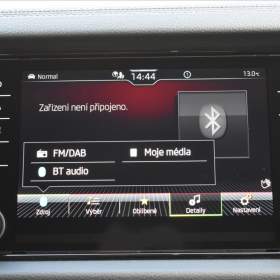 Normal 14:44 13.0°C
Zařízení není připojeno.
FM/DAB Moje média
BT audio
Zdroj Výběr Oblíbené Detaily Nastavení